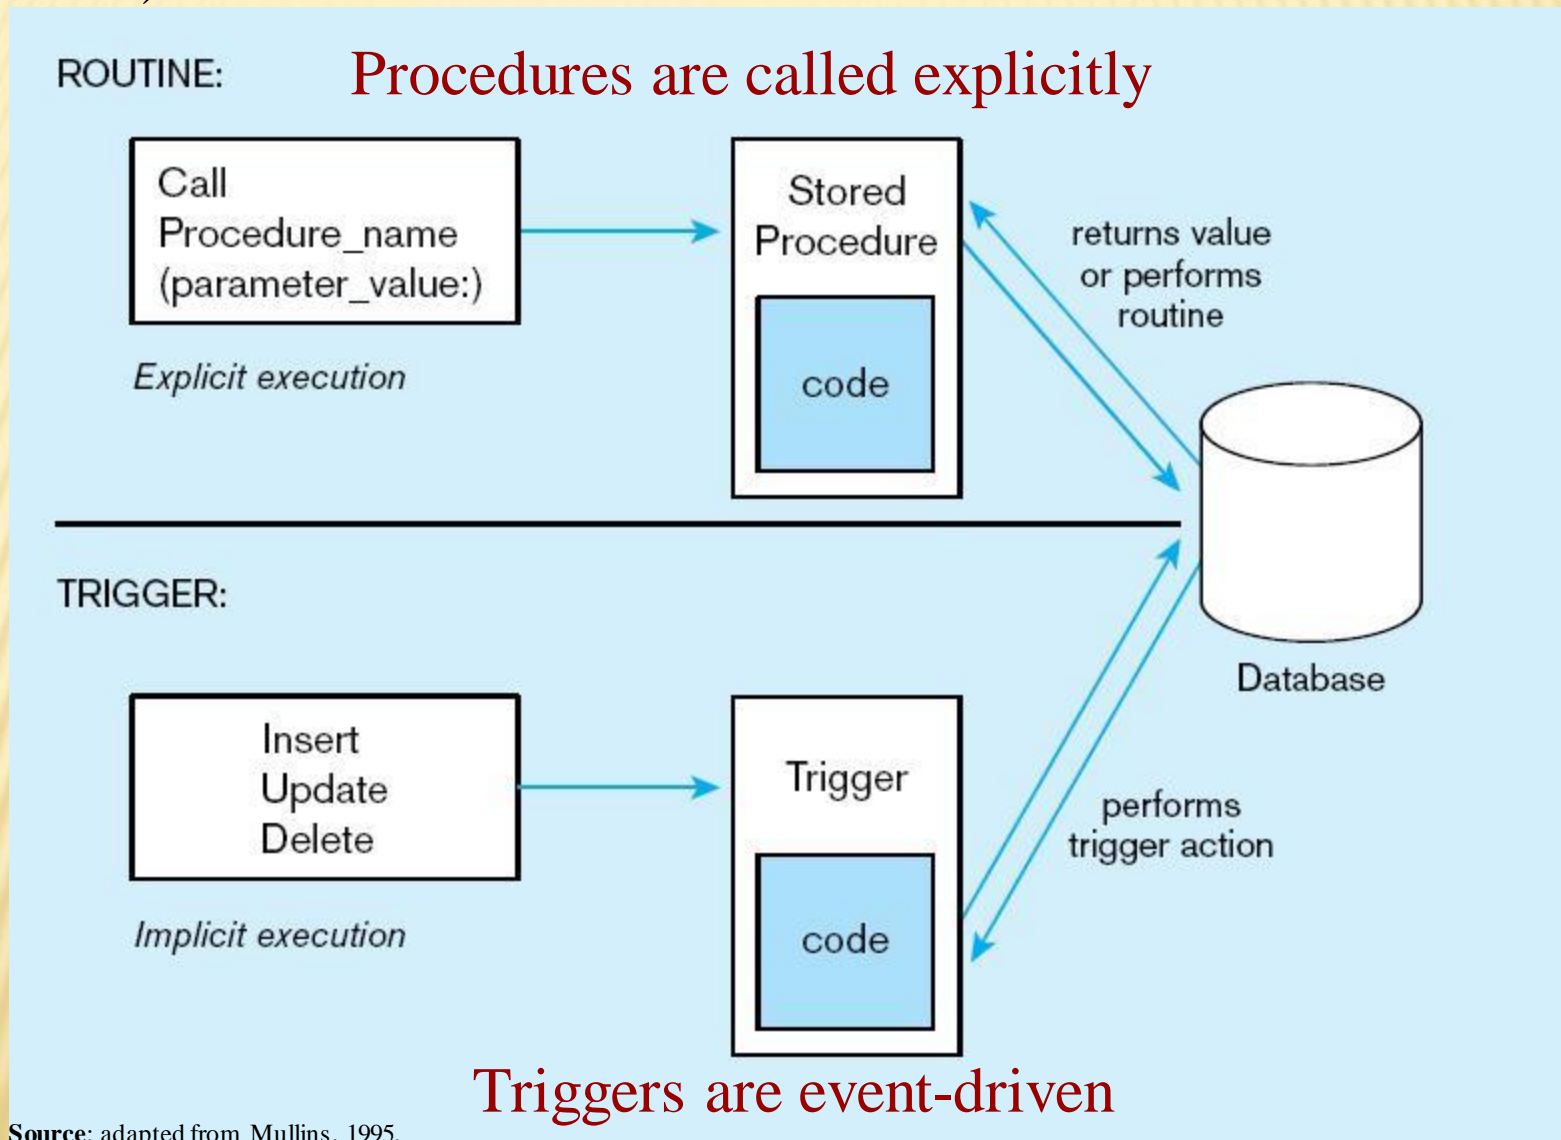 ROUTINE:
Procedures are called explicitly
Call
Procedure_name
(parameter_value:)
Explicit execution
Stored
Procedure
code
returns value
or performs
routine
Database
TRIGGER:
Insert
Update
Delete
Implicit execution
Trigger
code
performs
trigger action
Triggers are event-driven
Source: adapted from Mullins, 1995.